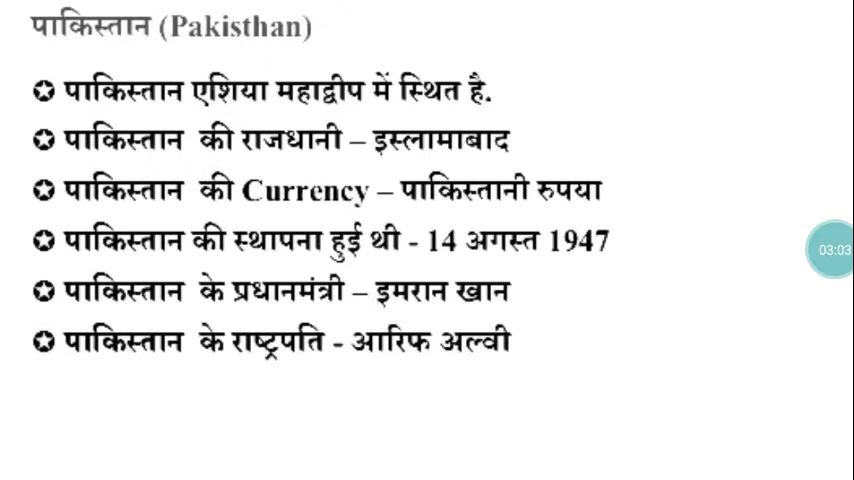 पाकिस्तान (Pakisthan)
✪ पाकिस्तान एशिया महाद्वीप में स्थित है.
✪ पाकिस्तान की राजधानी – इस्लामाबाद
✪ पाकिस्तान की Currency – पाकिस्तानी रुपया
✪ पाकिस्तान की स्थापना हुई थी - 14 अगस्त 1947
03:03
✪ पाकिस्तान के प्रधानमंत्री – इमरान खान
✪ पाकिस्तान के राष्ट्रपति - आरिफ अल्वी